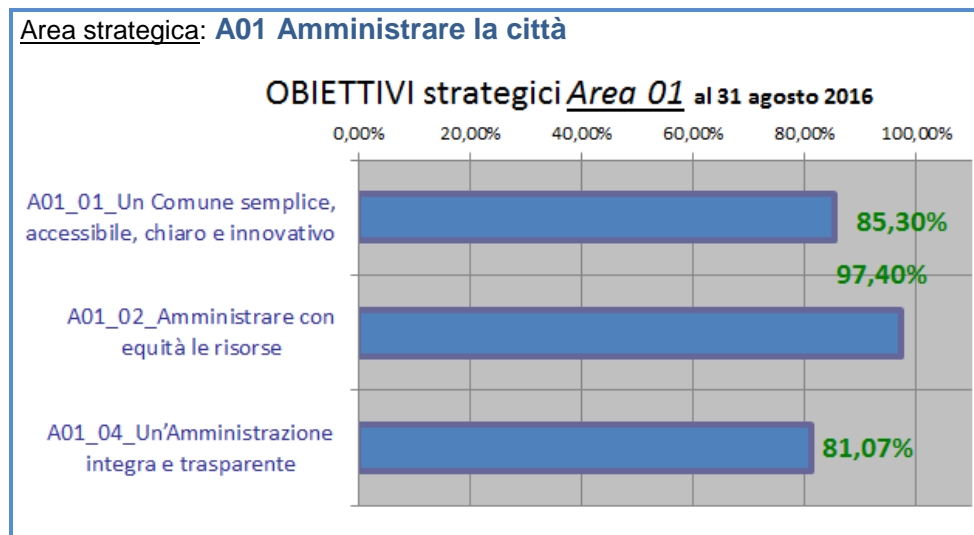 Area strategica: A01 Amministrare la città
OBIETTIVI strategici Area 01 al 31 agosto 2016
0,00% 20,00% 40,00% 60,00% 80,00% 100,00%
A01_01_Un Comune semplice,
accessibile, chiaro e innovativo
85,30%
97,40%
A01_02_Amministrare con
equità le risorse
A01_04_Un’Amministrazione
integra e trasparente
81,07%